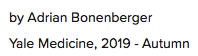 by Adrian Bonenberger
Yale Medicine, 2019 - Autumn